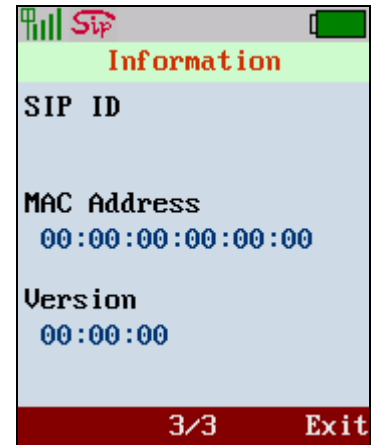 Sip
Information
SIP ID
MAC Address
00:00:00:00:00:00
Version
00:00:00
3/3 Exit